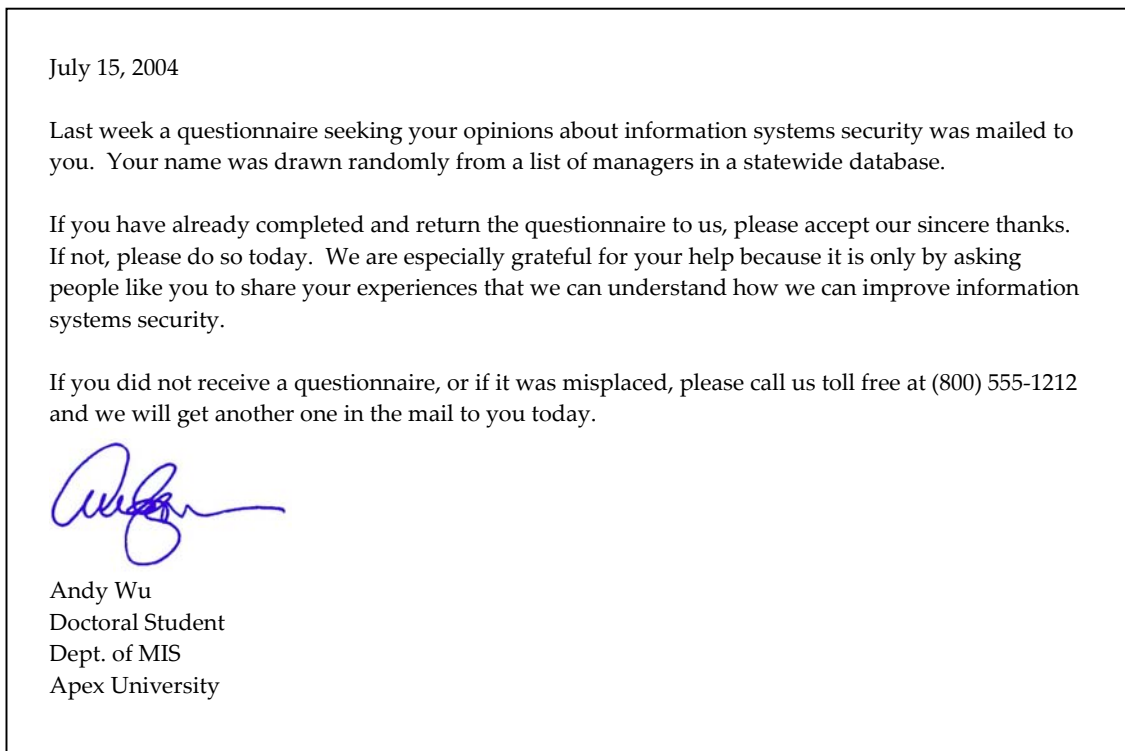 July 15, 2004
Last week a questionnaire seeking your opinions about information systems security was mailed to
you.  Your name was drawn randomly from a list of managers in a statewide database.
If you have already completed and return the questionnaire to us, please accept our sincere thanks.
If not, please do so today.  We are especially grateful for your help because it is only by asking
people like you to share your experiences that we can understand how we can improve information
systems security.
If you did not receive a questionnaire, or if it was misplaced, please call us toll free at (800) 555-1212
and we will get another one in the mail to you today.
Andy Wu
Doctoral Student
Dept. of MIS
Apex University